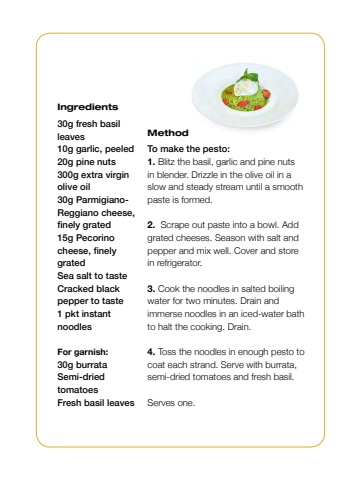 Ingredients
30g fresh basil
leaves
10g garlic, peeled
20g pine nuts
300g extra virgin
olive oil
30g Parmigiano-
Reggiano cheese,
finely grated
15g Pecorino
cheese, finely
grated
Sea salt to taste
Cracked black
pepper to taste
1 pkt instant
noodles
For garnish:
30g burrata
Semi-dried
tomatoes
Fresh basil leaves
Method
To make the pesto:
1. Blitz the basil, garlic and pine nuts
in blender. Drizzle in the olive oil in a
slow and steady stream until a smooth
paste is formed.
2. Scrape out paste into a bowl. Add
grated cheeses. Season with salt and
pepper and mix well. Cover and store
in refrigerator.
3. Cook the noodles in salted boiling
water for two minutes. Drain and
immerse noodles in an iced-water bath
to halt the cooking. Drain.
4. Toss the noodles in enough pesto to
coat each strand. Serve with burrata,
semi-dried tomatoes and fresh basil.
Serves one.